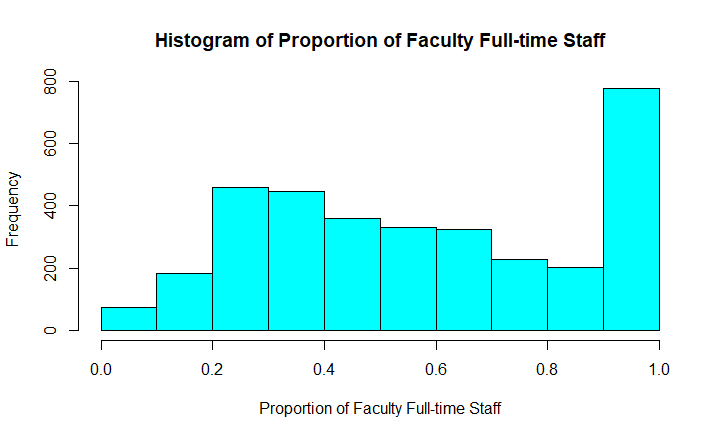 Histogram of Proportion of Faculty Full-time Staff
Frequency
800
600
400
200
0
0.0 0.2 0.4 0.6 0.8 1.0
Proportion of Faculty Full-time Staff